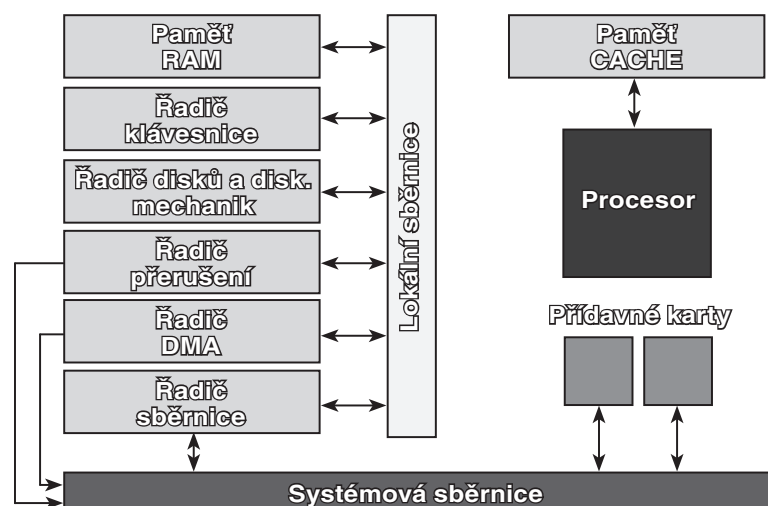 Paměť
RAM
Řadič
klávesnice
Řadič disků a disk.
mechanik
Řadič
přerušení
Řadič
DMA
Řadič
sběrnice
Lokální sběrnice
Paměť
CACHE
Procesor
Přídavné karty
Systémová sběrnice